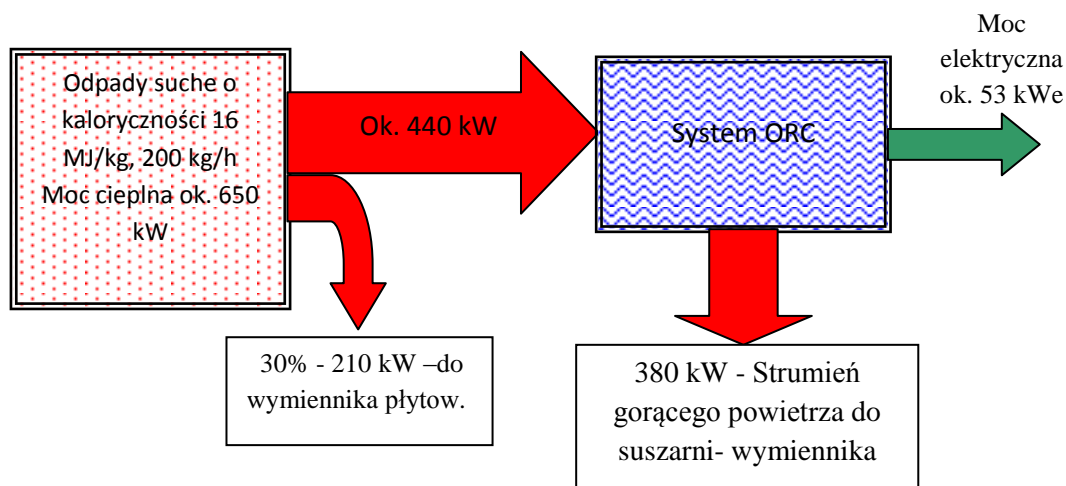 Odpady suche o
kaloryczności 16
MJ/kg, 200 kg/h
Moc cieplna ok. 650
kW
Ok. 440 kW
System ORC
Moc
elektryczna
ok. 53 kWe
30% - 210 kW –do
wymiennika płytow.
380 kW - Strumień
gorącego powietrza do
suszarni- wymiennika